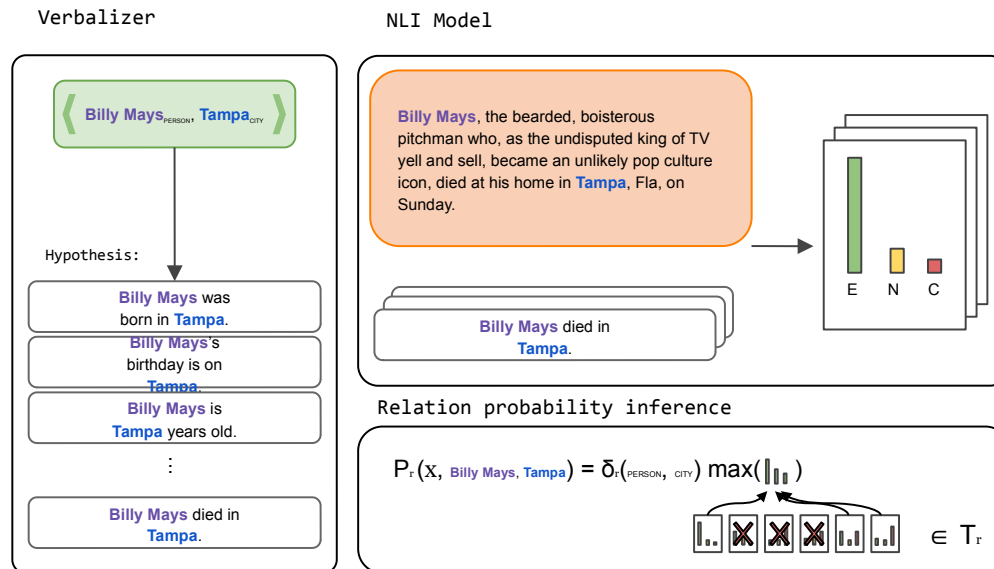 Verbalizer
Billy Mays PERSON, Tampa CITY
Hypothesis:
Billy Mays was
born in Tampa.
Billy Mays's
birthday is on
Tampa.
Billy Mays is
Tampa years old.
⋮
Billy Mays died in
Tampa.
NLI Model
Billy Mays, the bearded, boisterous
pitchman who, as the undisputed king of TV
yell and sell, became an unlikely pop culture
icon, died at his home in Tampa, Fla, on
Sunday.
Billy Mays died in
Tampa.
E N C
Relation probability inference
Pr(x, Billy Mays, Tampa) = δr(PERSON, CITY) max( )
∈ Tr